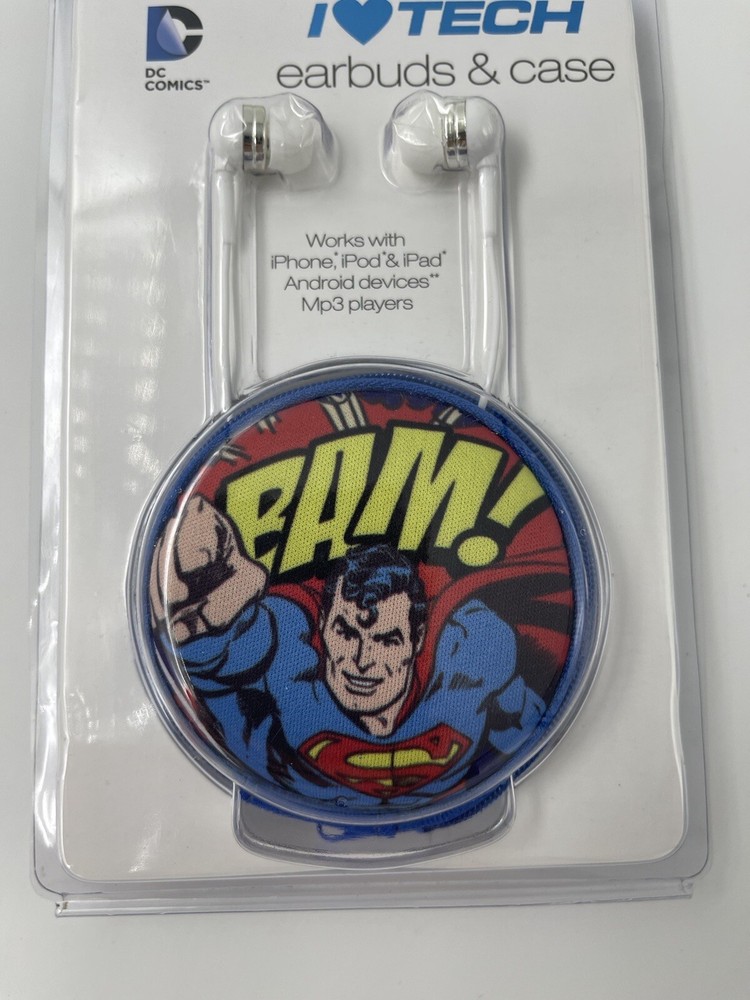 DC
COMICS™
I♥TECH
earbuds & case
Works with
iPhone,* iPod*& iPad*
Android devices**
Mp3 players
BAM!
S